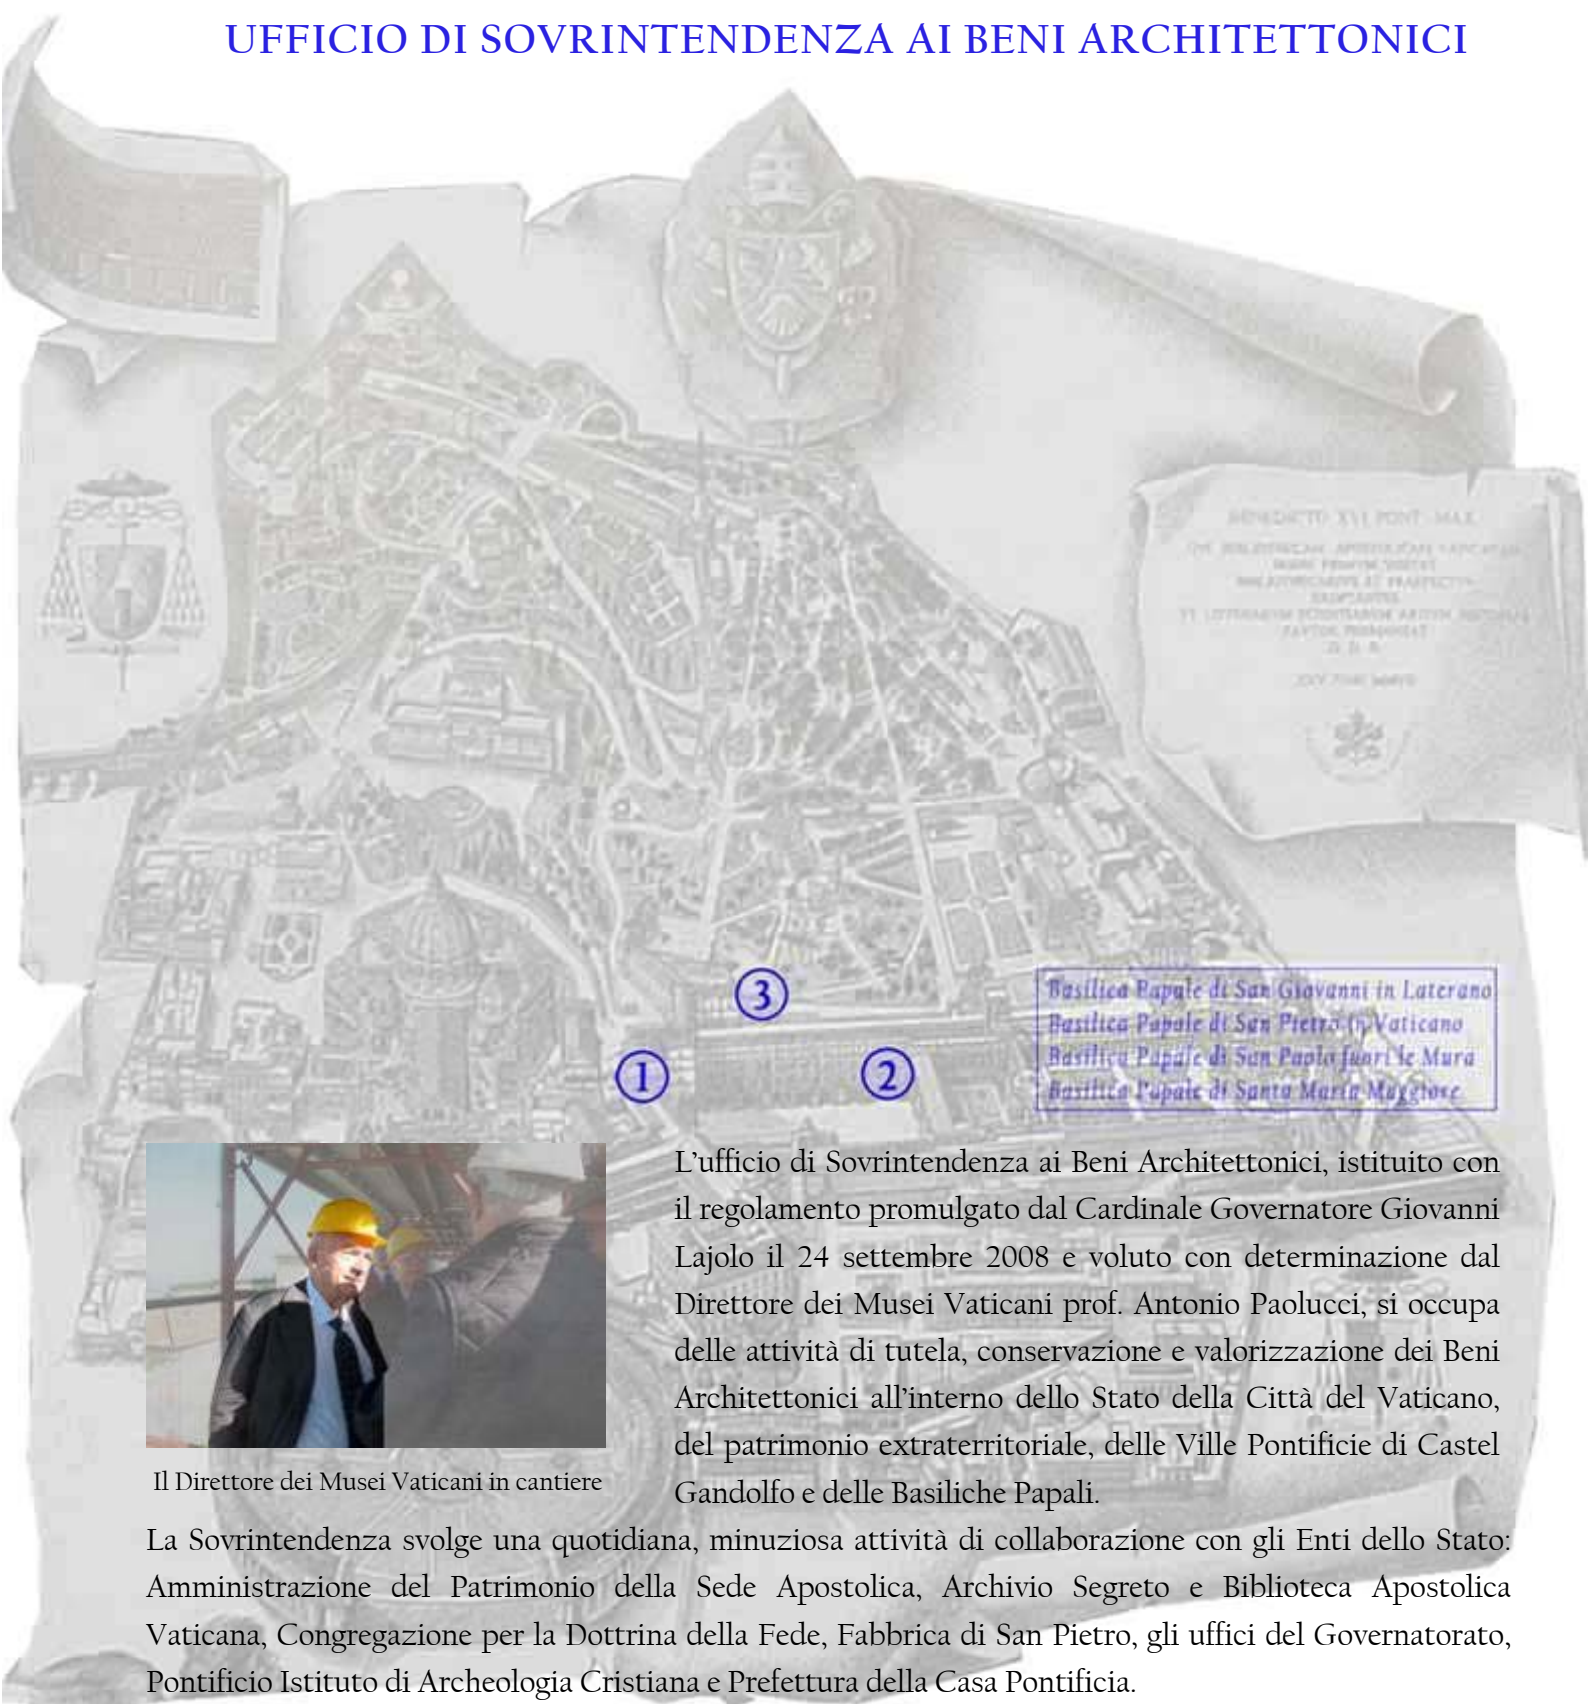 UFFICIO DI SOVRINTENDENZA AI BENI ARCHITETTONICI
BENEDICTO XVI PONT MAX
3
1
2
Basilica Papale di San Giovanni in Laterano
Basilica Papale di San Pietro in Vaticano
Basilica Papale di San Paolo fuori le Mura
Basilica Papale di Santa Maria Maggiore
Il Direttore dei Musei Vaticani in cantiere
L'ufficio di Sovrintendenza ai Beni Architettonici, istituito con
il regolamento promulgato dal Cardinale Governatore Giovanni
Lajolo il 24 settembre 2008 e voluto con determinazione dal
Direttore dei Musei Vaticani prof. Antonio Paolucci, si occupa
delle attività di tutela, conservazione e valorizzazione dei Beni
Architettonici all'interno dello Stato della Città del Vaticano,
del patrimonio extraterritoriale, delle Ville Pontificie di Castel
Gandolfo e delle Basiliche Papali.
La Sovrintendenza svolge una quotidiana, minuziosa attività di collaborazione con gli Enti dello Stato:
Amministrazione del Patrimonio della Sede Apostolica, Archivio Segreto e Biblioteca Apostolica
Vaticana, Congregazione per la Dottrina della Fede, Fabbrica di San Pietro, gli uffici del Governatorato,
Pontificio Istituto di Archeologia Cristiana e Prefettura della Casa Pontificia.